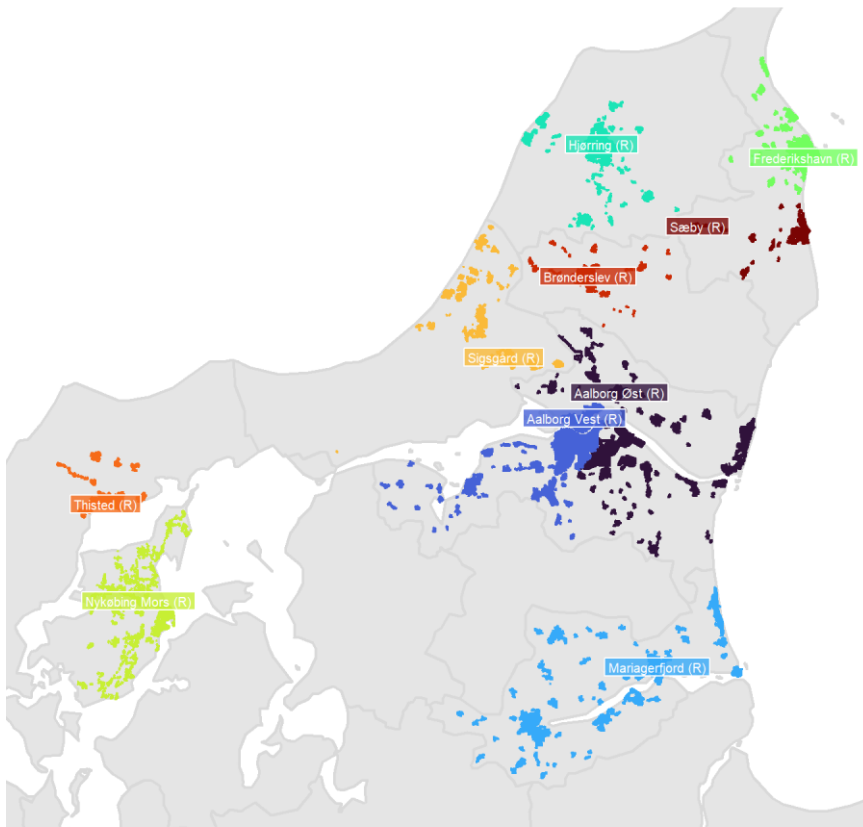 Hjørring (R)
Frederikshavn (R)
Sæby (R)
Brønderslev (R)
Sigsgård (R)
Aalborg Øst (R)
Aalborg Vest (R)
Thisted (R)
Nykøbing Mors (R)
Mariagerfjord (R)